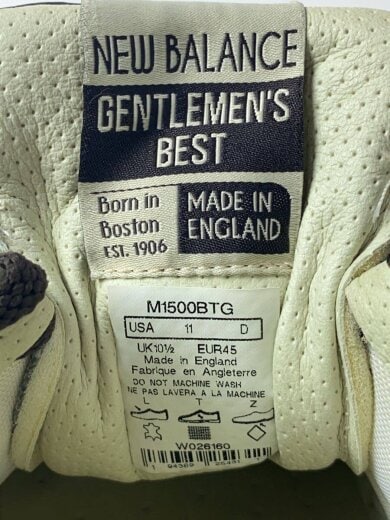 NEW BALANCE
GENTLEMEN'S
BEST
Born in
Boston
EST. 1906
MADE IN
ENGLAND
M1500BTG
USA 11 D
UK10½ EUR45
Made in England
Fabrique en Angleterre
DO NOT MACHINE WASH
NE PAS LAVERA A LA MACHINE
L T Z
W026160